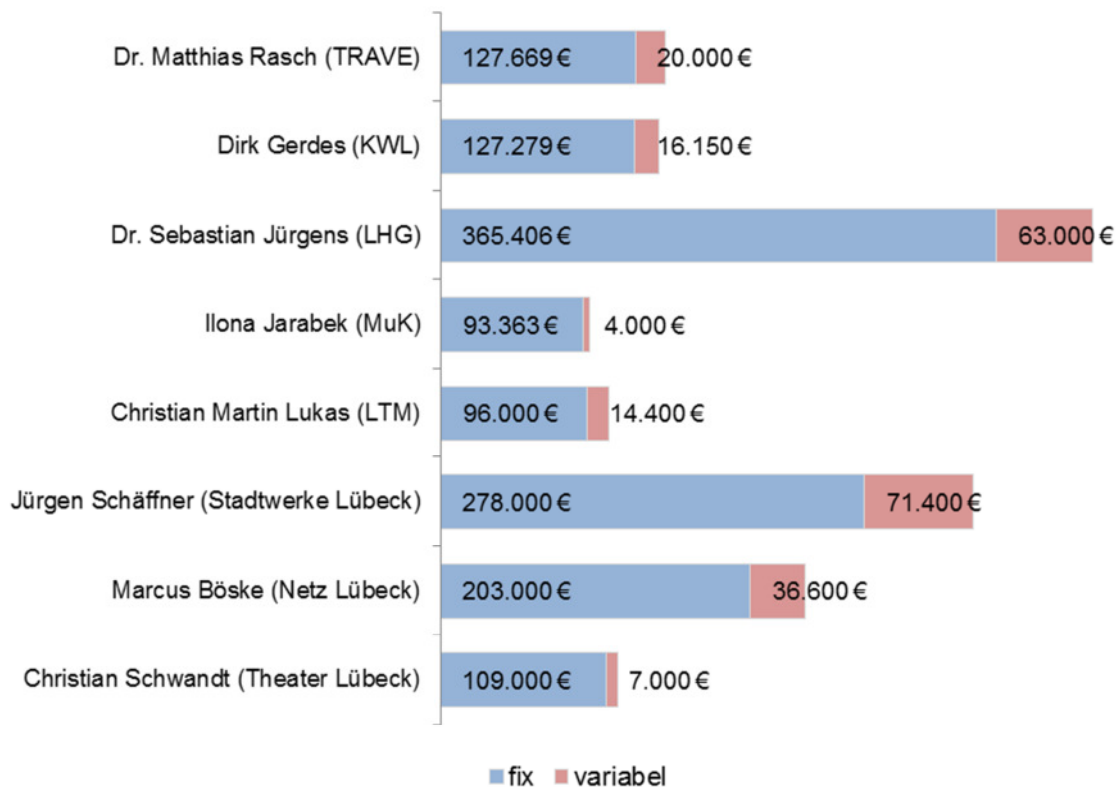 Dr. Matthias Rasch (TRAVE) 127.669 € 20.000 €
Dirk Gerdes (KWL) 127.279 € 16.150 €
Dr. Sebastian Jürgens (LHG) 365.406 € 63.000 €
Ilona Jarabek (MuK) 93.363 € 4.000 €
Christian Martin Lukas (LTM) 96.000 € 14.400 €
Jürgen Schäffner (Stadtwerke Lübeck) 278.000 € 71.400 €
Marcus Böske (Netz Lübeck) 203.000 € 36.600 €
Christian Schwandt (Theater Lübeck) 109.000 € 7.000 €
fix variabel